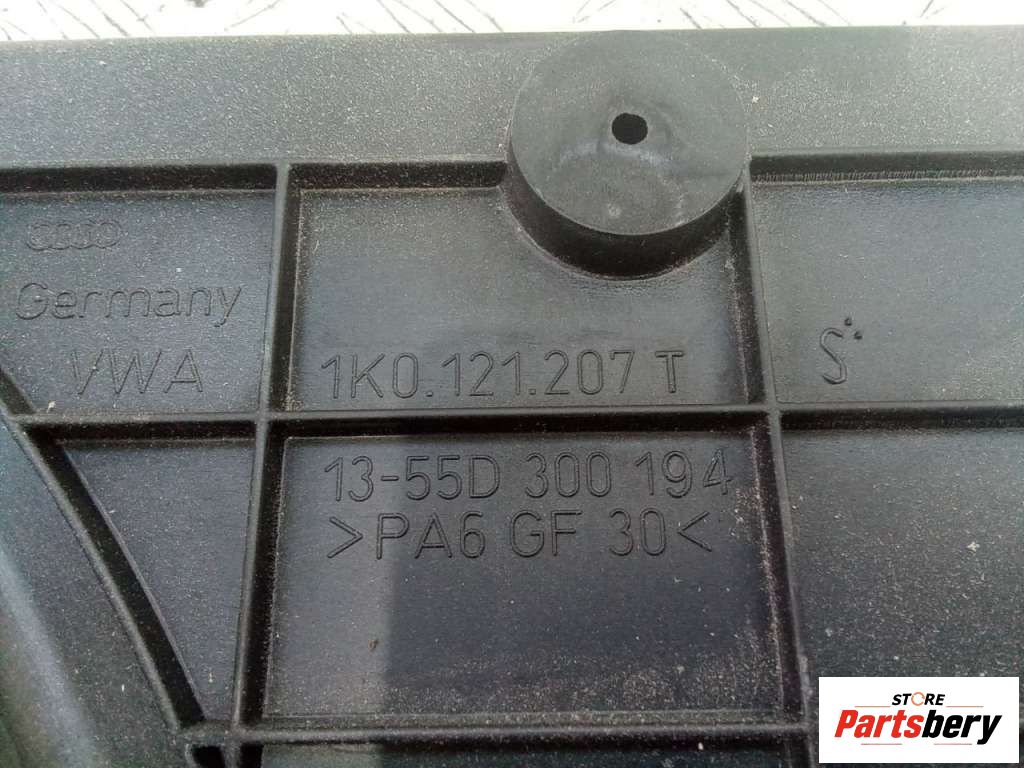 Germany
VWA
1K0.121.207 T
S
13-55D 300 194
>PA6 GF 30<
STORE
Partsbery